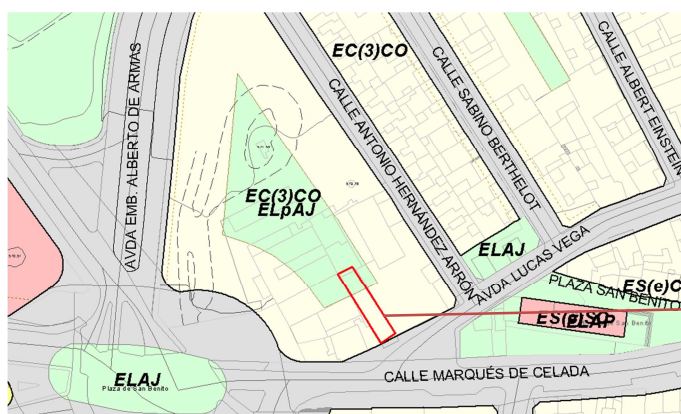 EC(3)CO
AVDA EMB. ALBERTO DE ARMAS
CALLE ANTONIO HERNÁNDEZ ARRÓN
CALLE SABINO BERTHELOT
CALLE ALBERT EINSTEIN
EC(3)CO
ELpAJ
ELAJ
AVDA LUCAS VEGA
PLAZA SAN BENITO
ELAJ
Plaza de San Benito
CALLE MARQUÉS DE CELADA